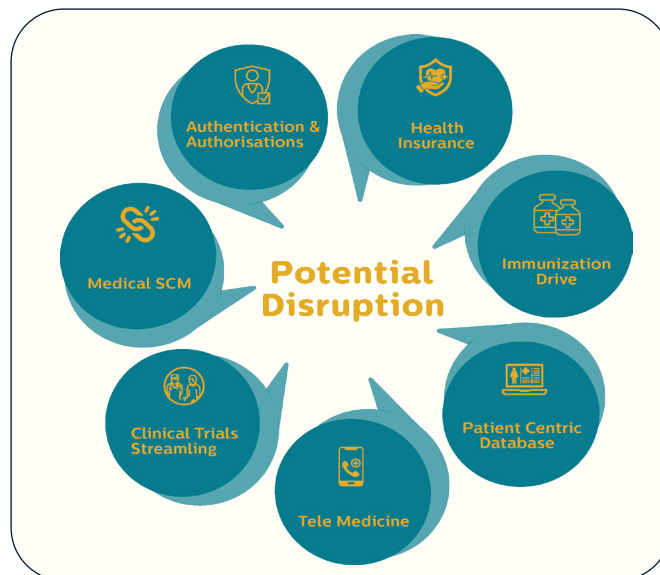 Potential
Disruption
Authentication &
Authorisations
Health
Insurance
Immunization
Drive
Patient Centric
Database
Tele Medicine
Clinical Trials
Streamling
Medical SCM